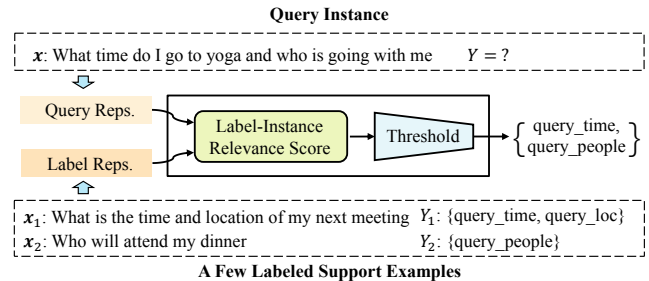 Query Instance
x: What time do I go to yoga and who is going with me Y = ?
Query Reps.
Label-Instance
Relevance Score
Threshold
{ query_time,
query_people }
Label Reps.
x₁: What is the time and location of my next meeting Y₁: {query_time, query_loc}
x₂: Who will attend my dinner Y₂: {query_people}
A Few Labeled Support Examples